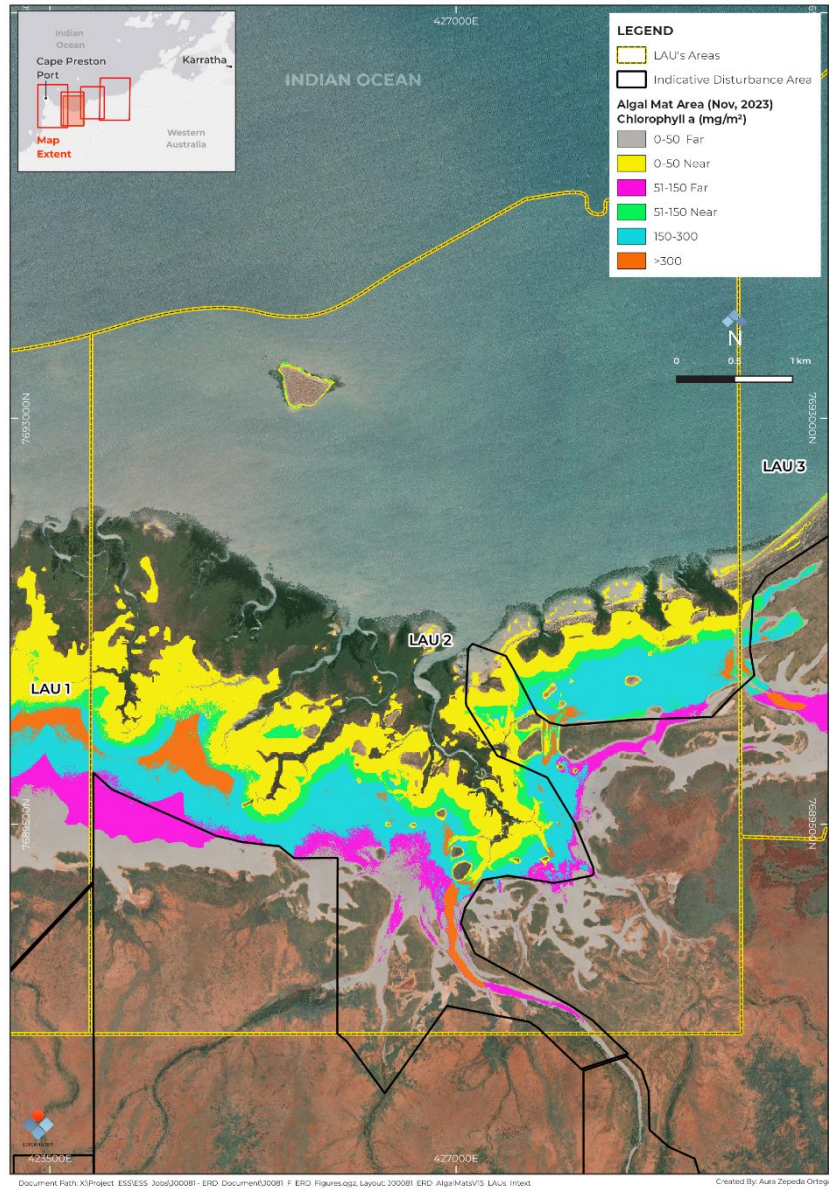 427000E
Indian
Ocean
Cape Preston
Port
Karratha
Map
Extent
Western
Australia
INDIAN OCEAN
LEGEND
LAU's Areas
Indicative Disturbance Area
Algal Mat Area (Nov, 2023)
Chlorophyll a (mg/m²)
0-50 Far
0-50 Near
51-150 Far
51-150 Near
150-300
>300
N
0 0.5 1 km
7693000N
7693000N
LAU 3
LAU 2
LAU 1
7689500N
7689500N
423500E
427000E
Created By: Aura Zepeda Ortega